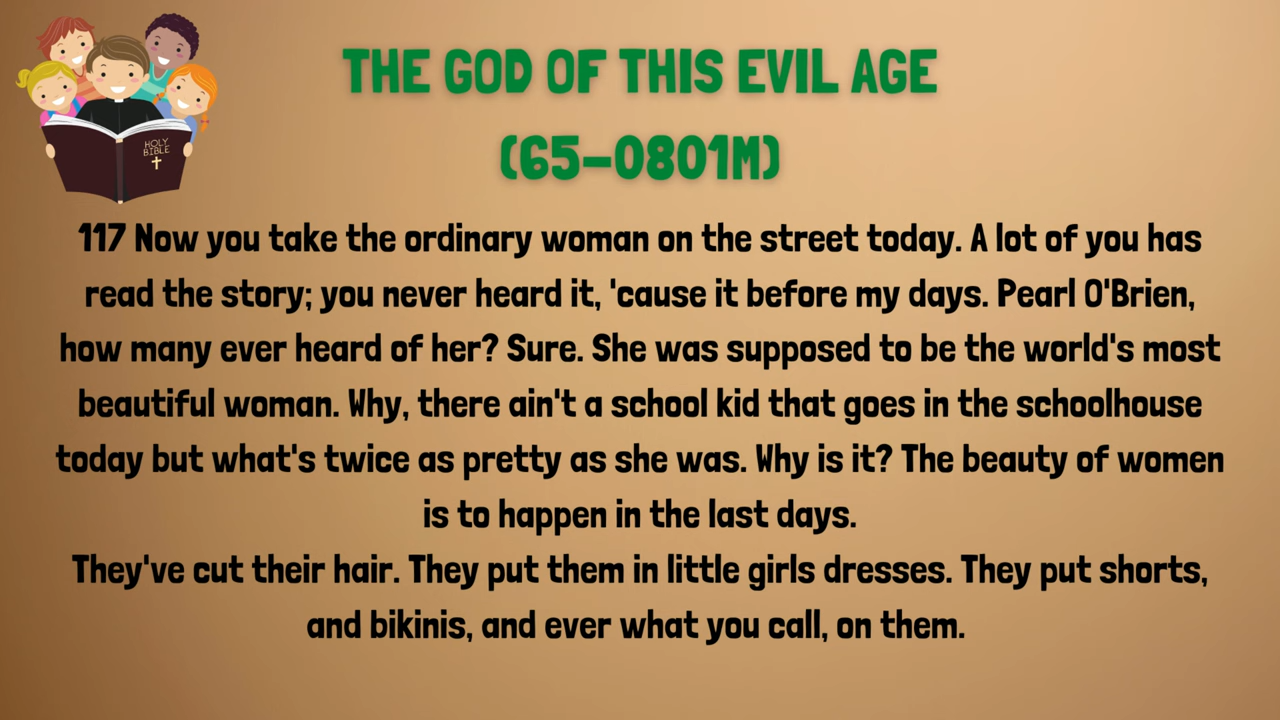 HOLY
BIBLE
THE GOD OF THIS EVIL AGE
(65-0801M)
117 Now you take the ordinary woman on the street today. A lot of you has
read the story; you never heard it, 'cause it before my days. Pearl O'Brien,
how many ever heard of her? Sure. She was supposed to be the world's most
beautiful woman. Why, there ain't a school kid that goes in the schoolhouse
today but what's twice as pretty as she was. Why is it? The beauty of women
is to happen in the last days.
They've cut their hair. They put them in little girls dresses. They put shorts,
and bikinis, and ever what you call, on them.